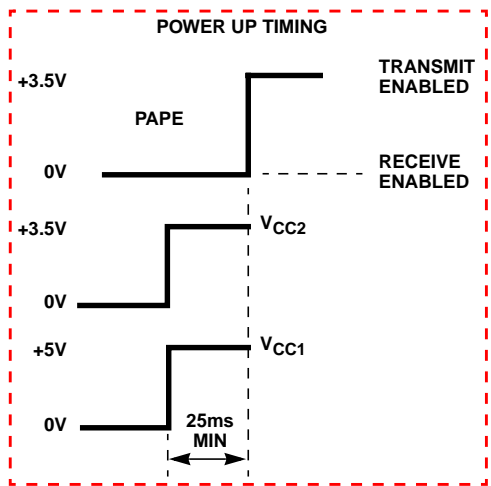 POWER UP TIMING
+3.5V
TRANSMIT
ENABLED
PAPE
0V
RECEIVE
ENABLED
+3.5V
VCC2
0V
+5V
VCC1
0V
25ms
MIN